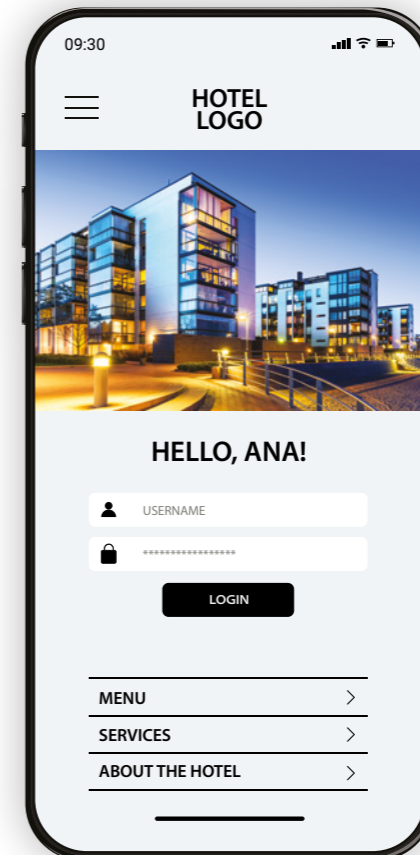 09:30
HOTEL
LOGO
HELLO, ANA!
USERNAME
*****************
LOGIN
MENU
SERVICES
ABOUT THE HOTEL